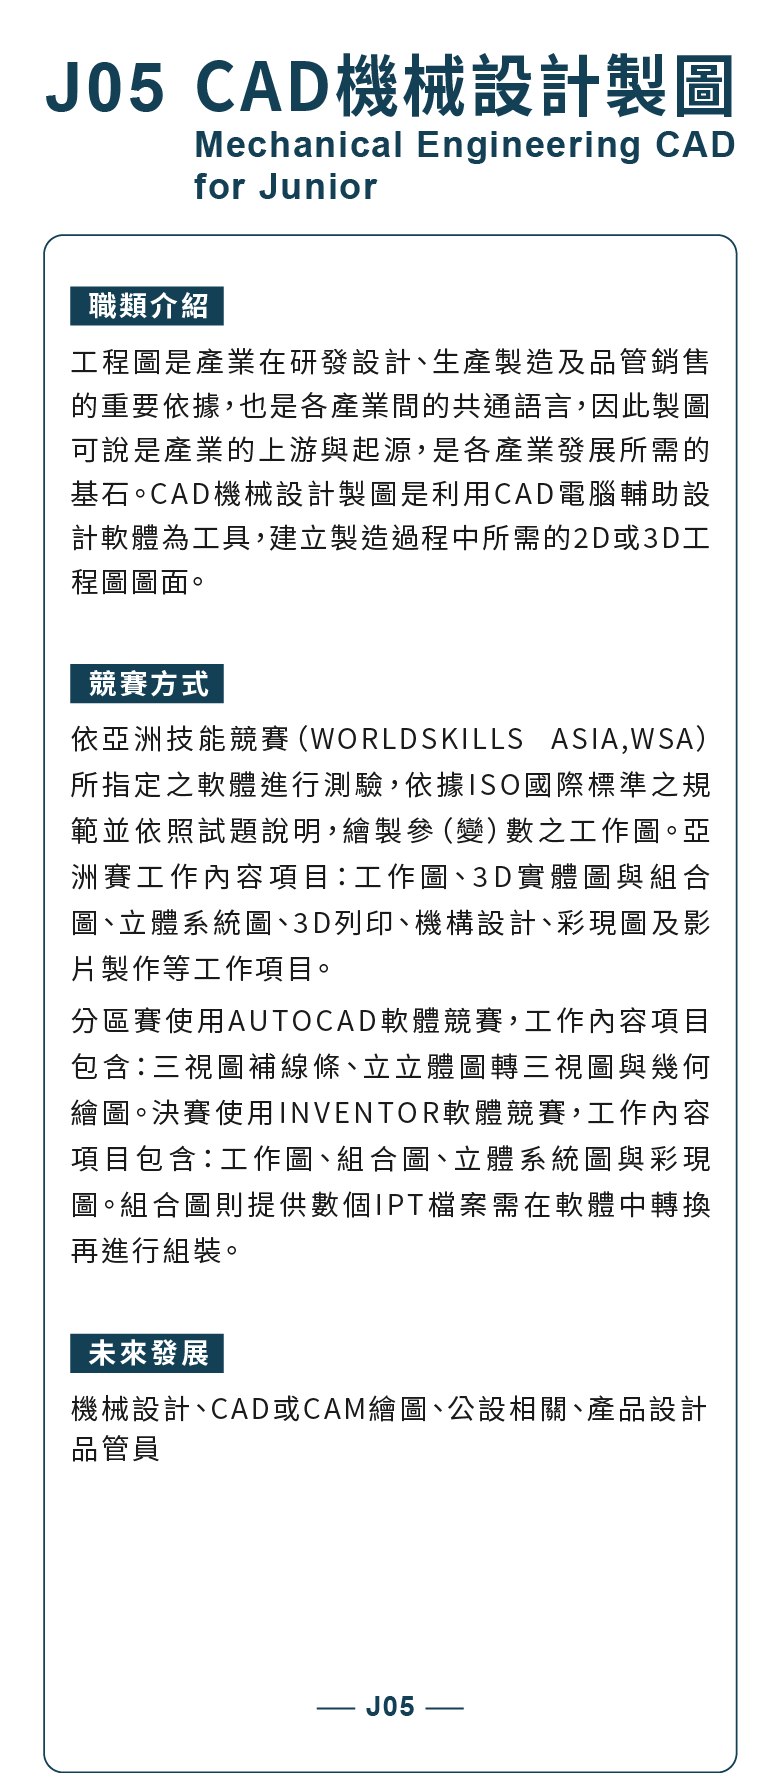 J05 CAD機械設計製圖
Mechanical Engineering CAD
for Junior
職類介紹
工程圖是產業在研發設計、生產製造及品管銷售
的重要依據，也是各產業間的共通語言，因此製圖
可說是產業的上游與起源，是各產業發展所需的
基石。CAD機械設計製圖是利用CAD電腦輔助設
計軟體為工具，建立製造過程中所需的2D或3D工
程圖圖面。
競賽方式
依亞洲技能競賽（WORLDSKILLS ASIA,WSA）
所指定之軟體進行測驗，依據ISO國際標準之規
範並依照試題說明，繪製參（變）數之工作圖。亞
洲賽工作內容項目：工作圖、3D實體圖與組合
圖、立體系統圖、3D列印、機構設計、彩現圖及影
片製作等工作項目。
分區賽使用AUTOCAD軟體競賽，工作內容項目
包含：三視圖補線條、立立體圖轉三視圖與幾何
繪圖。決賽使用INVENTOR軟體競賽，工作內容
項目包含：工作圖、組合圖、立體系統圖與彩現
圖。組合圖則提供數個IPT檔案需在軟體中轉換
再進行組裝。
未來發展
機械設計、CAD或CAM繪圖、公設相關、產品設計
品管員
J05